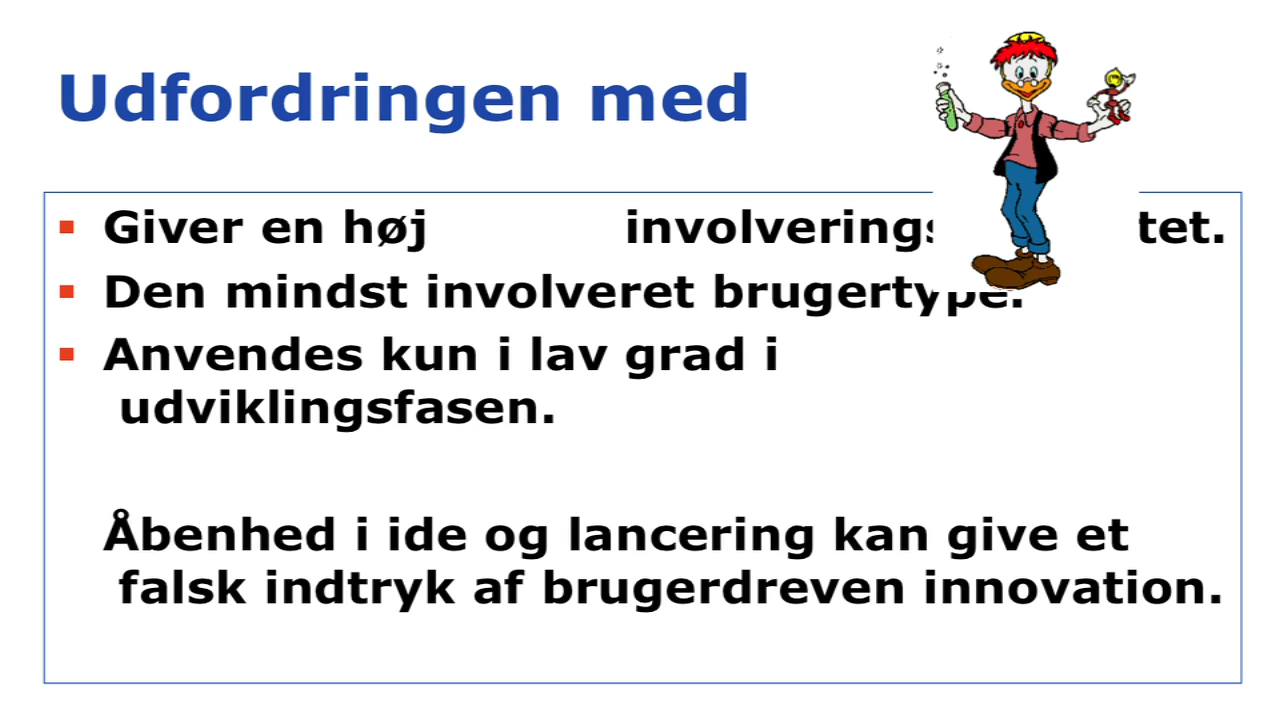 Udfordringen med
▪ Giver en høj involverings tet.
▪ Den mindst involveret brugertype.
▪ Anvendes kun i lav grad i
udviklingsfasen.
Åbenhed i ide og lancering kan give et
falsk indtryk af brugerdreven innovation.